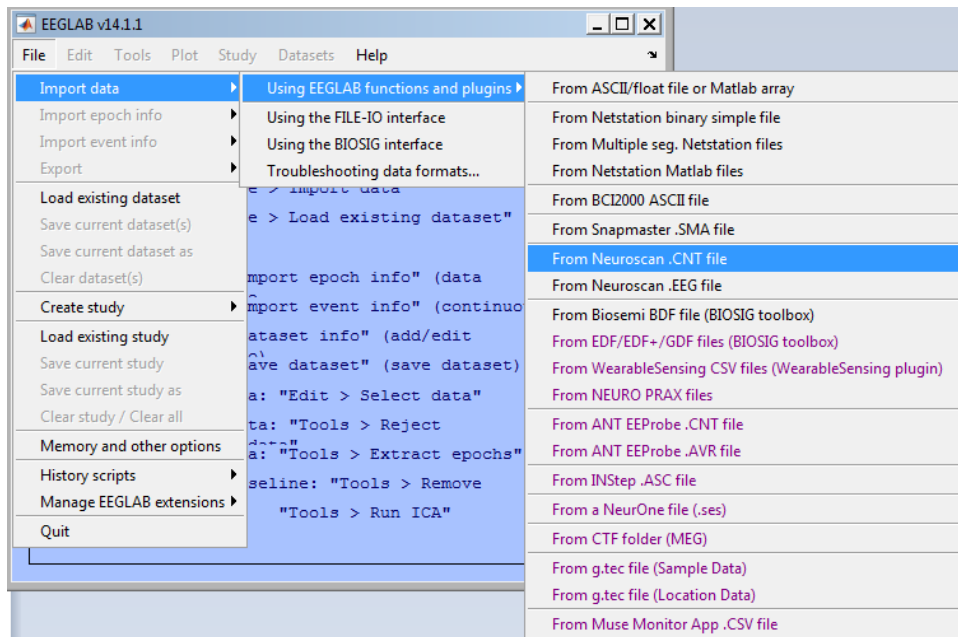 EEGLAB v14.1.1
File Edit Tools Plot Study Datasets Help
Import data
Import epoch info
Import event info
Export
Load existing dataset
Save current dataset(s)
Save current dataset as
Clear dataset(s)
Create study
Load existing study
Save current study
Save current study as
Clear study / Clear all
Memory and other options
History scripts
Manage EEGLAB extensions
Quit
Using EEGLAB functions and plugins
Using the FILE-IO interface
Using the BIOSIG interface
Troubleshooting data formats...
e > Import data
e > Load existing dataset"
mport epoch info" (data
mport event info" (continuo
ataset info" (add/edit
ave dataset" (save dataset)
a: "Edit > Select data"
ta: "Tools > Reject
a: "Tools > Extract epochs"
seline: "Tools > Remove
"Tools > Run ICA"
From ASCII/float file or Matlab array
From Netstation binary simple file
From Multiple seg. Netstation files
From Netstation Matlab files
From BCI2000 ASCII file
From Snapmaster .SMA file
From Neuroscan .CNT file
From Neuroscan .EEG file
From Biosemi BDF file (BIOSIG toolbox)
From EDF/EDF+/GDF files (BIOSIG toolbox)
From WearableSensing CSV files (WearableSensing plugin)
From NEURO PRAX files
From ANT EEProbe .CNT file
From ANT EEProbe .AVR file
From INStep .ASC file
From a NeurOne file (.ses)
From CTF folder (MEG)
From g.tec file (Sample Data)
From g.tec file (Location Data)
From Muse Monitor App .CSV file